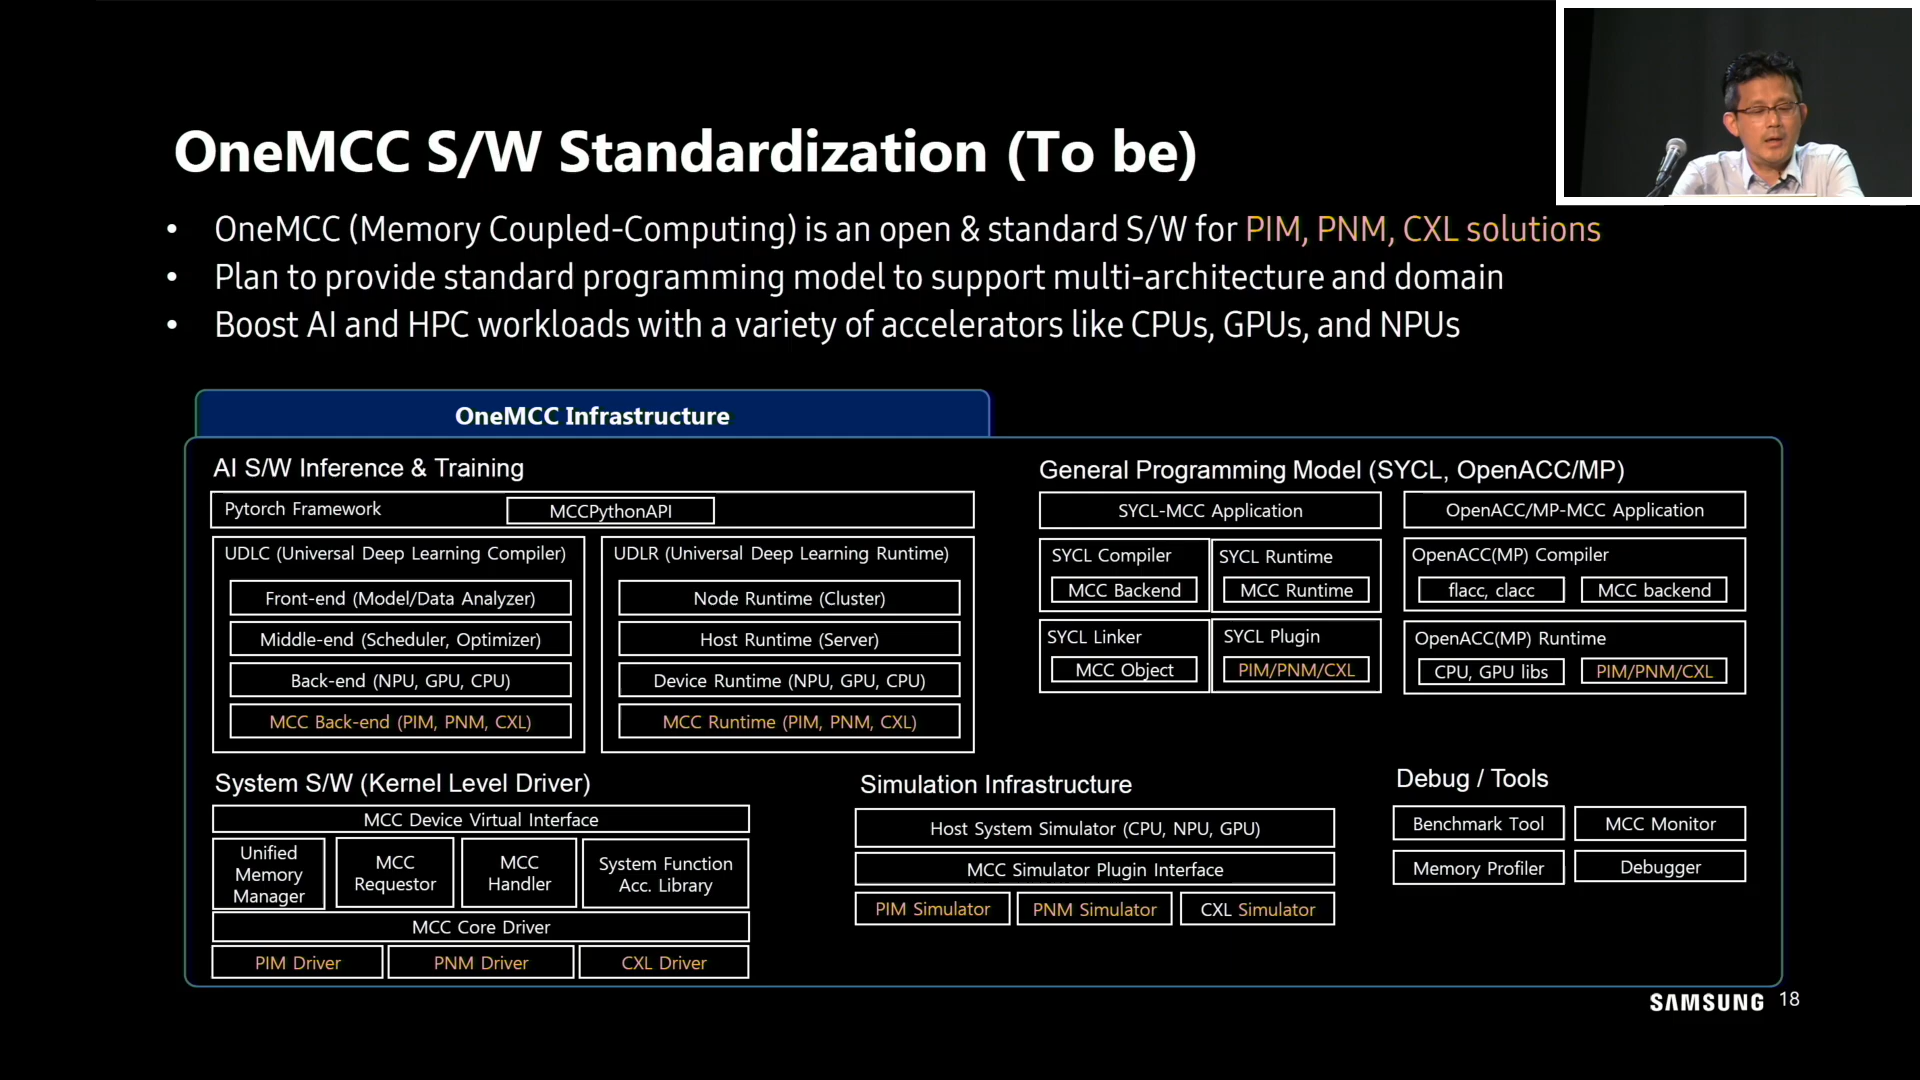 OneMCC S/W Standardization (To be)
• OneMCC (Memory Coupled-Computing) is an open & standard S/W for PIM, PNM, CXL solutions
• Plan to provide standard programming model to support multi-architecture and domain
• Boost AI and HPC workloads with a variety of accelerators like CPUs, GPUs, and NPUs
OneMCC Infrastructure
AI S/W Inference & Training
Pytorch Framework
MCCPythonAPI
UDLC (Universal Deep Learning Compiler)
Front-end (Model/Data Analyzer)
Middle-end (Scheduler, Optimizer)
Back-end (NPU, GPU, CPU)
MCC Back-end (PIM, PNM, CXL)
UDLR (Universal Deep Learning Runtime)
Node Runtime (Cluster)
Host Runtime (Server)
Device Runtime (NPU, GPU, CPU)
MCC Runtime (PIM, PNM, CXL)
General Programming Model (SYCL, OpenACC/MP)
SYCL-MCC Application
SYCL Compiler
MCC Backend
SYCL Runtime
MCC Runtime
SYCL Linker
MCC Object
SYCL Plugin
PIM/PNM/CXL
OpenACC/MP-MCC Application
OpenACC(MP) Compiler
flacc, clacc
MCC backend
OpenACC(MP) Runtime
CPU, GPU libs
PIM/PNM/CXL
System S/W (Kernel Level Driver)
MCC Device Virtual Interface
Unified
Memory
Manager
MCC
Requestor
MCC
Handler
System Function
Acc. Library
MCC Core Driver
PIM Driver
PNM Driver
CXL Driver
Simulation Infrastructure
Host System Simulator (CPU, NPU, GPU)
MCC Simulator Plugin Interface
PIM Simulator
PNM Simulator
CXL Simulator
Debug / Tools
Benchmark Tool
MCC Monitor
Memory Profiler
Debugger
SAMSUNG
18